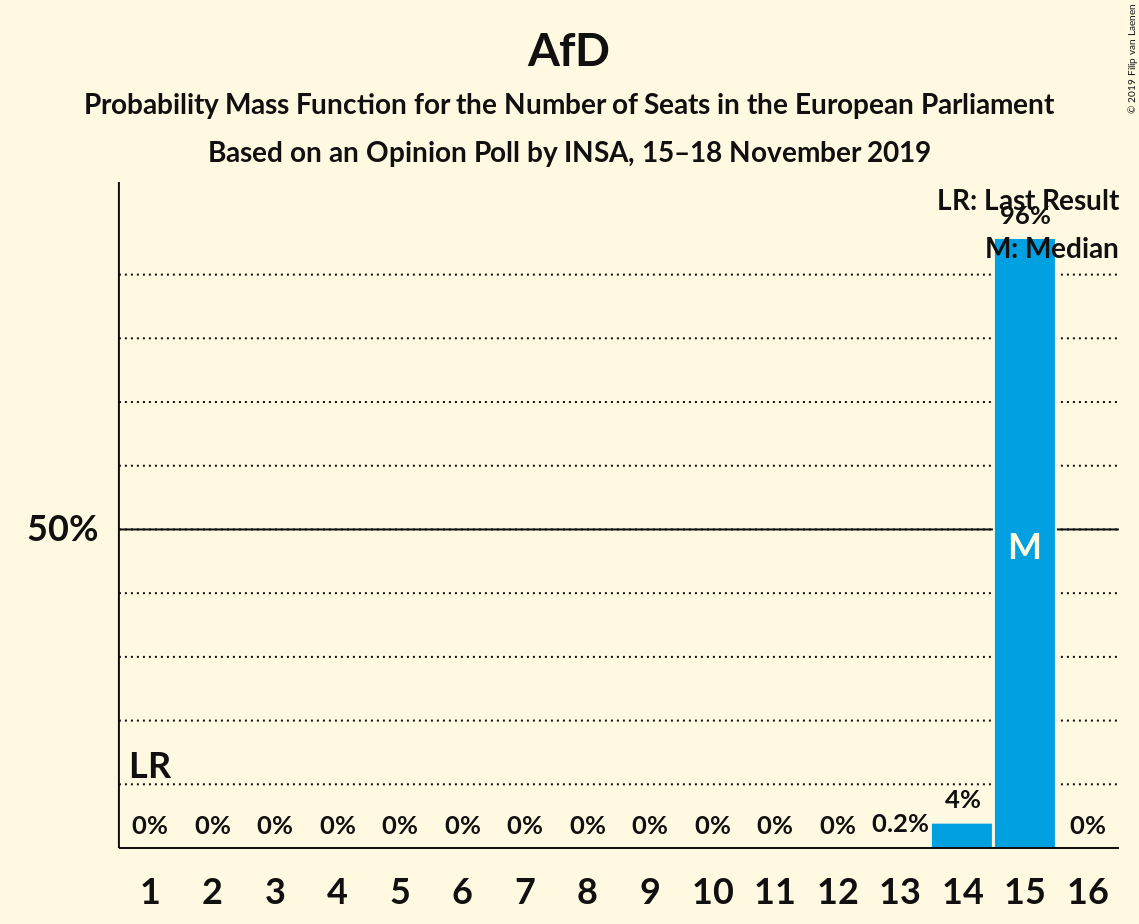 AfD
Probability Mass Function for the Number of Seats in the European Parliament
Based on an Opinion Poll by INSA, 15–18 November 2019
© 2019 Filip van Laenen
LR: Last Result
96%
M: Median
50%
M
LR
4%
0% 0% 0% 0% 0% 0% 0% 0% 0% 0% 0% 0% 0.2% 0%
1 2 3 4 5 6 7 8 9 10 11 12 13 14 15 16